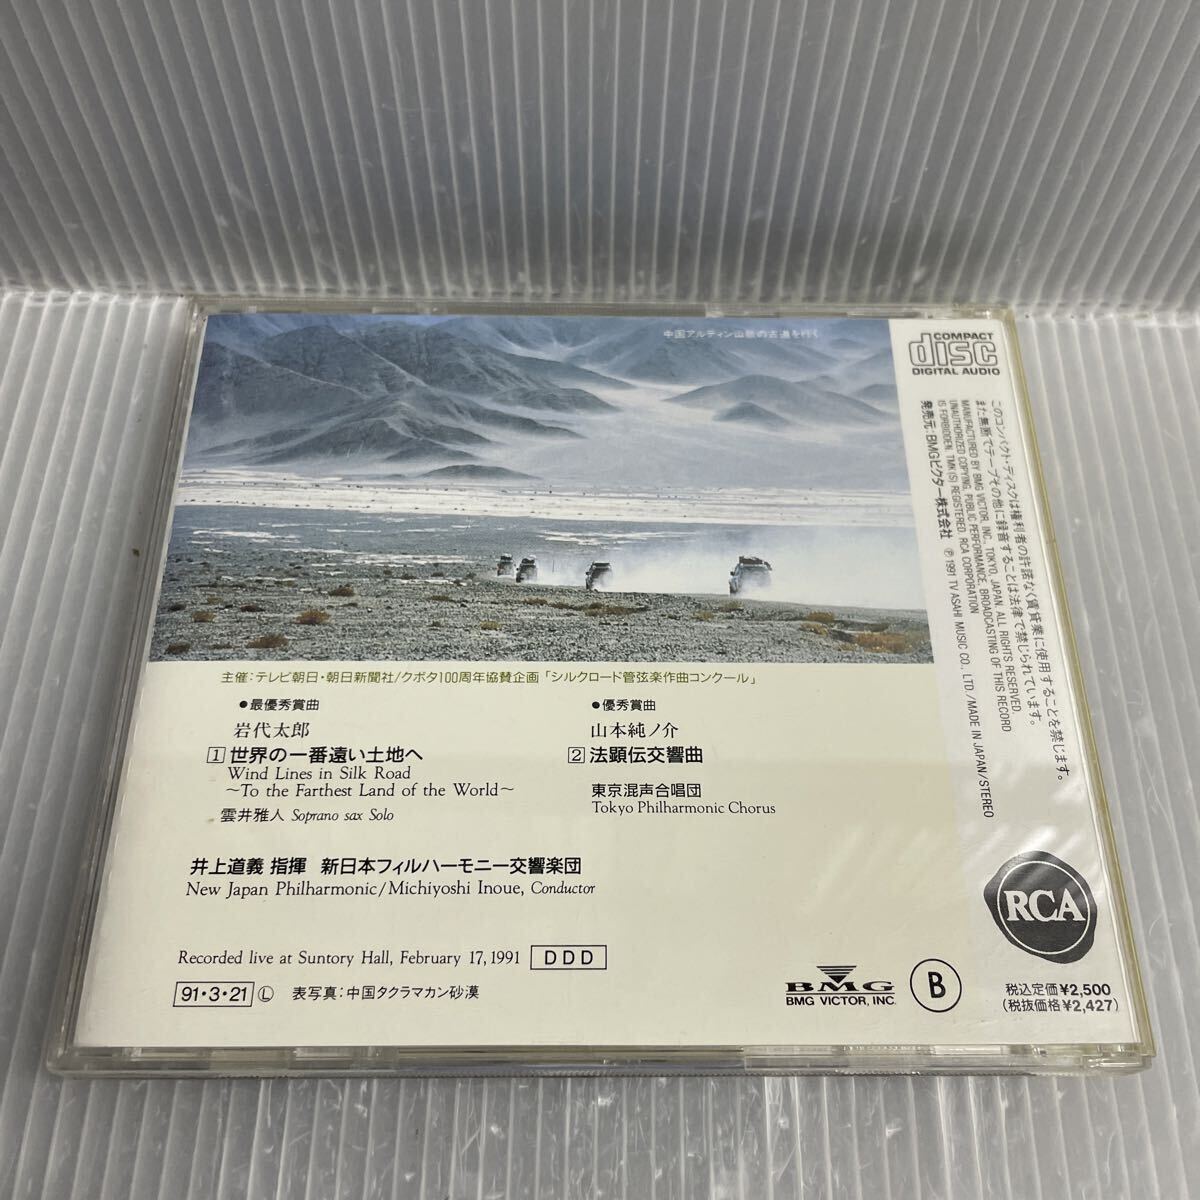 中国アルティン山脈の古道を行く
COMPACT
disc
DIGITAL AUDIO
このコンパクト・ディスクは権利者の許諾なく賃貸業に使用することを禁じます。
また無断でテープその他に録音することは法律で禁じられています。
MANUFACTURED BY BMG VICTOR, INC., TOKYO, JAPAN. ALL RIGHTS RESERVED.
UNAUTHORIZED COPYING, PUBLIC PERFORMANCE, BROADCASTING OF THIS RECORD
IS FORBIDDEN. TMK(S) REGISTERED. RCA CORPORATION
発売元:BMGビクター株式会社 ℗1991 TV ASAHI MUSIC CO., LTD./MADE IN JAPAN/STEREO
主催:テレビ朝日・朝日新聞社/クボタ100周年協賛企画「シルクロード管弦楽作曲コンクール」
●最優秀賞曲
岩代太郎
1 世界の一番遠い土地へ
Wind Lines in Silk Road
~To the Farthest Land of the World~
雲井雅人 Soprano sax Solo
●優秀賞曲
山本純ノ介
2 法顕伝交響曲
東京混声合唱団
Tokyo Philharmonic Chorus
井上道義 指揮 新日本フィルハーモニー交響楽団
New Japan Philharmonic/Michiyoshi Inoue, Conductor
Recorded live at Suntory Hall, February 17, 1991 DDD
91・3・21 Ⓛ 表写真:中国タクラマカン砂漠
BMG
BMG VICTOR, INC.
B
RCA
税込定価¥2,500
(税抜価格¥2,427)